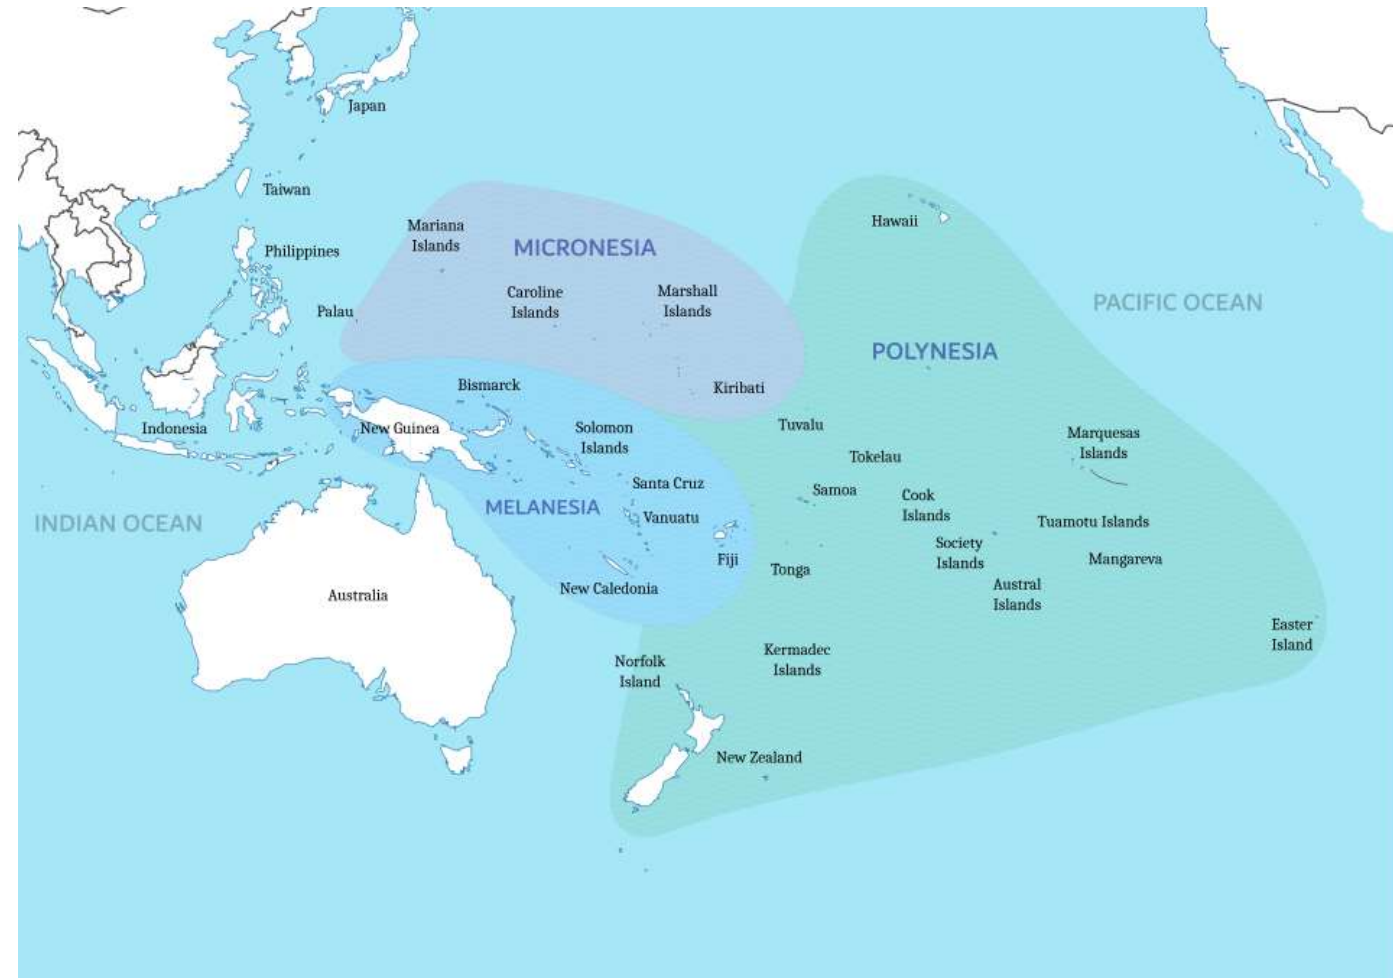 Japan
Taiwan
Mariana
Islands
Hawaii
Philippines
MICRONESIA
Caroline
Islands
Marshall
Islands
PACIFIC OCEAN
Palau
POLYNESIA
Bismarck
Kiribati
Indonesia
New Guinea
Solomon
Islands
Tuvalu
Marquesas
Islands
Tokelau
Santa Cruz
Samoa
Cook
Islands
INDIAN OCEAN
MELANESIA
Vanuatu
Tuamotu Islands
Fiji
Society
Islands
Mangareva
Tonga
New Caledonia
Austral
Islands
Australia
Easter
Island
Norfolk
Island
Kermadec
Islands
New Zealand